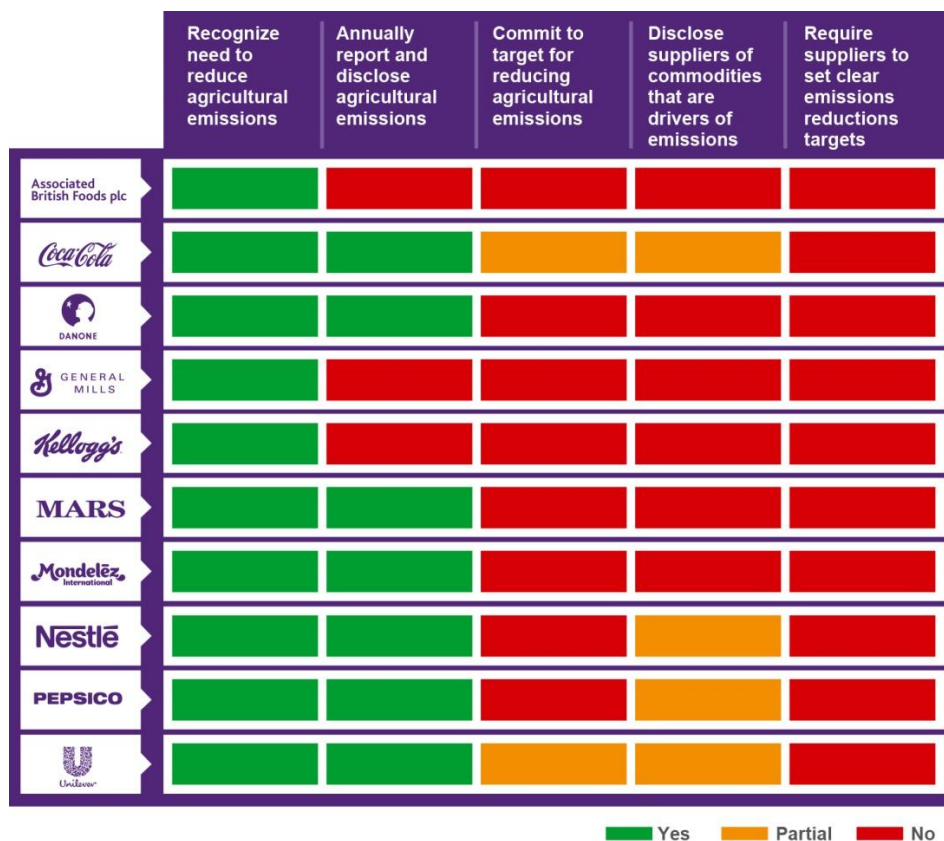 Recognize
need to
reduce
agricultural
emissions
Annually
report and
disclose
agricultural
emissions
Commit to
target for
reducing
agricultural
emissions
Disclose
suppliers of
commodities
that are
drivers of
emissions
Require
suppliers to
set clear
emissions
reductions
targets
Associated
British Foods plc
Coca-Cola
DANONE
GENERAL
MILLS
Kellogg's
MARS
Mondelēz
International
Nestlé
PEPSICO
Unilever
Yes
Partial
No